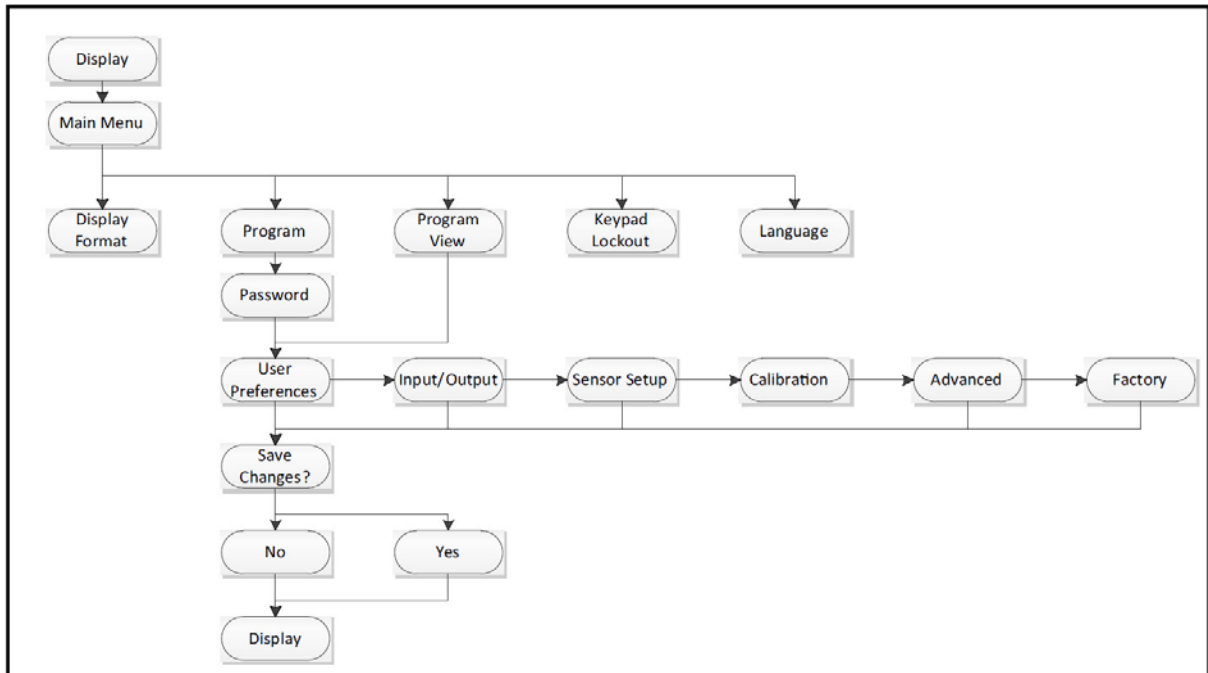 Display
Main Menu
Display
Format
Program
Program
View
Keypad
Lockout
Language
Password
User
Preferences
Input/Output
Sensor Setup
Calibration
Advanced
Factory
Save
Changes?
No
Yes
Display